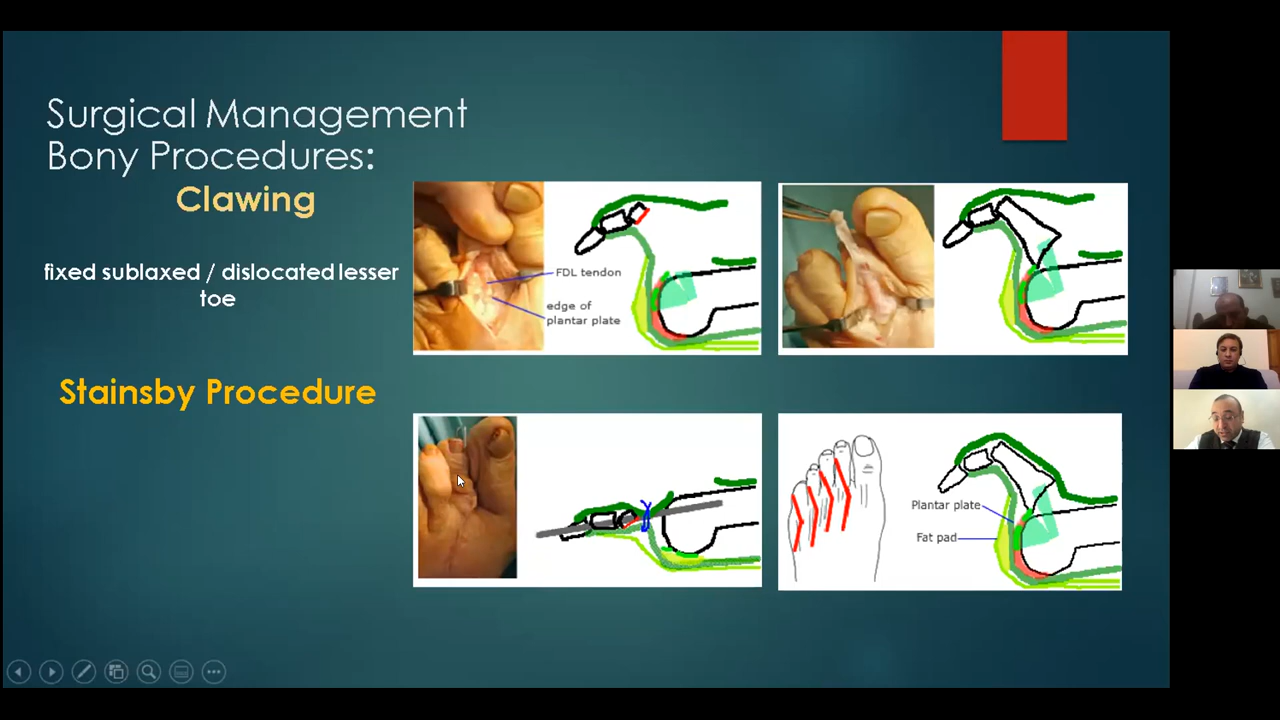 Surgical Management
Bony Procedures:
Clawing
fixed sublaxed / dislocated lesser
toe
Stainsby Procedure
FDL tendon
edge of
plantar plate
Plantar plate
Fat pad